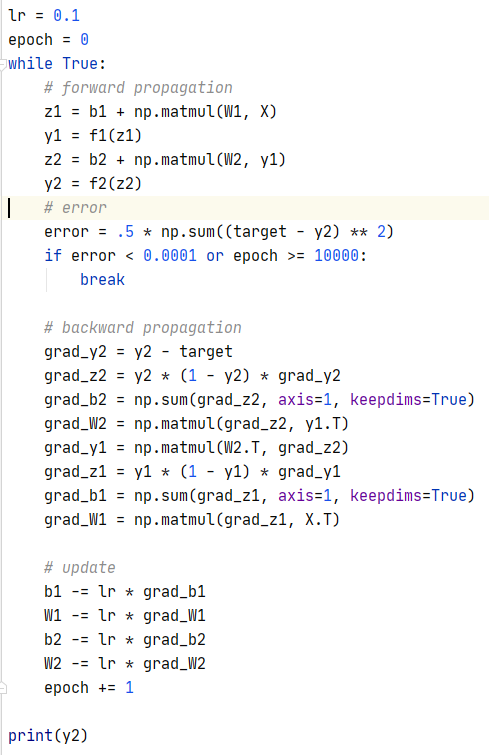 lr = 0.1
epoch = 0
while True:
    # forward propagation
    z1 = b1 + np.matmul(W1, X)
    y1 = f1(z1)
    z2 = b2 + np.matmul(W2, y1)
    y2 = f2(z2)
    # error
    error = .5 * np.sum((target - y2) ** 2)
    if error < 0.0001 or epoch >= 10000:
        break

    # backward propagation
    grad_y2 = y2 - target
    grad_z2 = y2 * (1 - y2) * grad_y2
    grad_b2 = np.sum(grad_z2, axis=1, keepdims=True)
    grad_W2 = np.matmul(grad_z2, y1.T)
    grad_y1 = np.matmul(W2.T, grad_z2)
    grad_z1 = y1 * (1 - y1) * grad_y1
    grad_b1 = np.sum(grad_z1, axis=1, keepdims=True)
    grad_W1 = np.matmul(grad_z1, X.T)

    # update
    b1 -= lr * grad_b1
    W1 -= lr * grad_W1
    b2 -= lr * grad_b2
    W2 -= lr * grad_W2
    epoch += 1

print(y2)